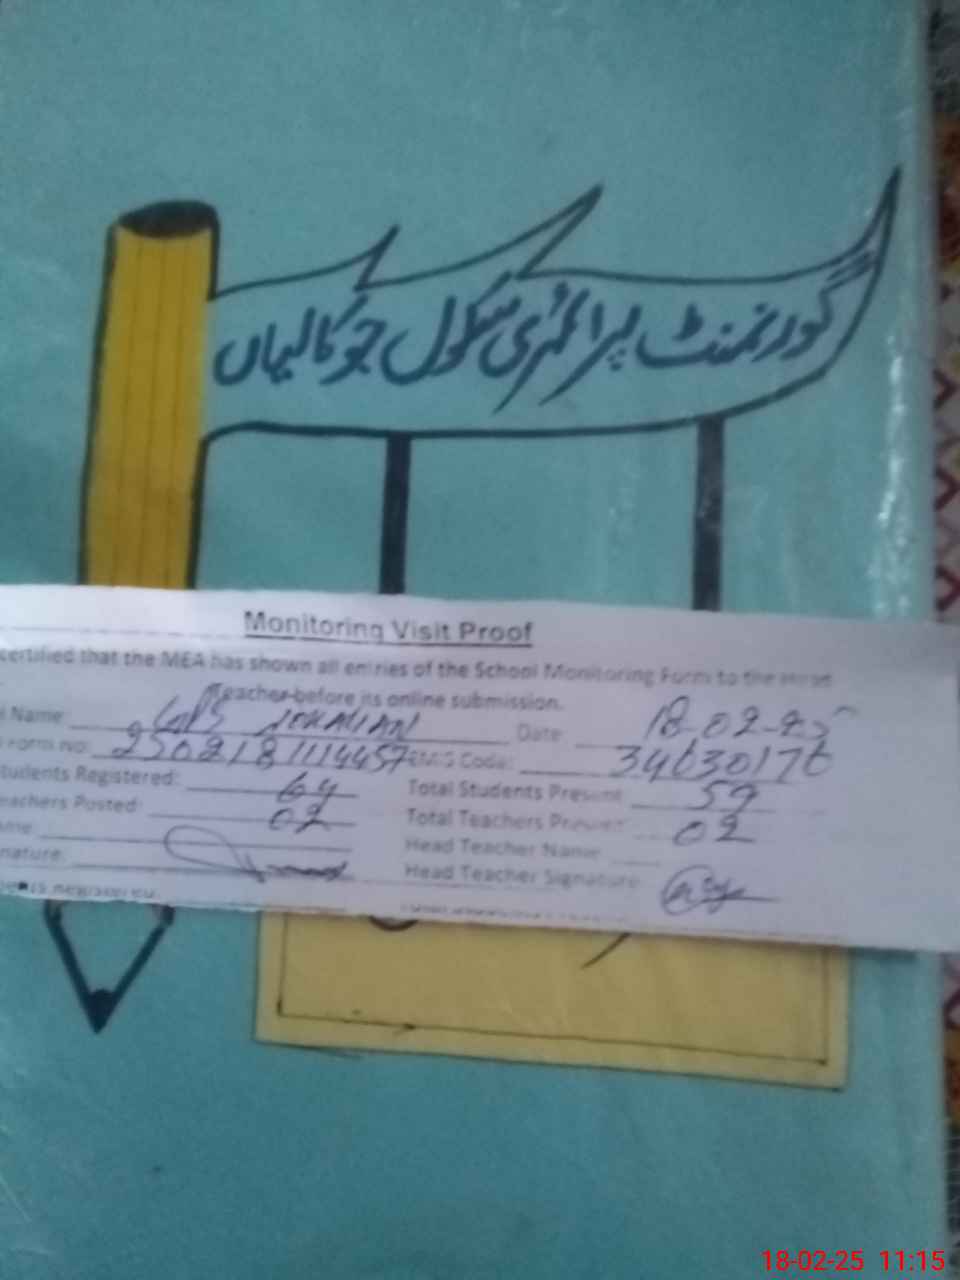 گورنمنٹ پرائمری سکول جوکالیاں
Monitoring Visit Proof
certified that the MEA has shown all entries of the School Monitoring Form to the Head
Teacher before its online submission.
Name GPS JOKALIAN Date 18-02-25
Form No: 2502181114457 EMIS Code: 34630176
Students Registered: 64 Total Students Present 59
Teachers Posted: 02 Total Teachers Present 02
Head Teacher Name
Signature: Head Teacher Signature
18-02-25 11:15